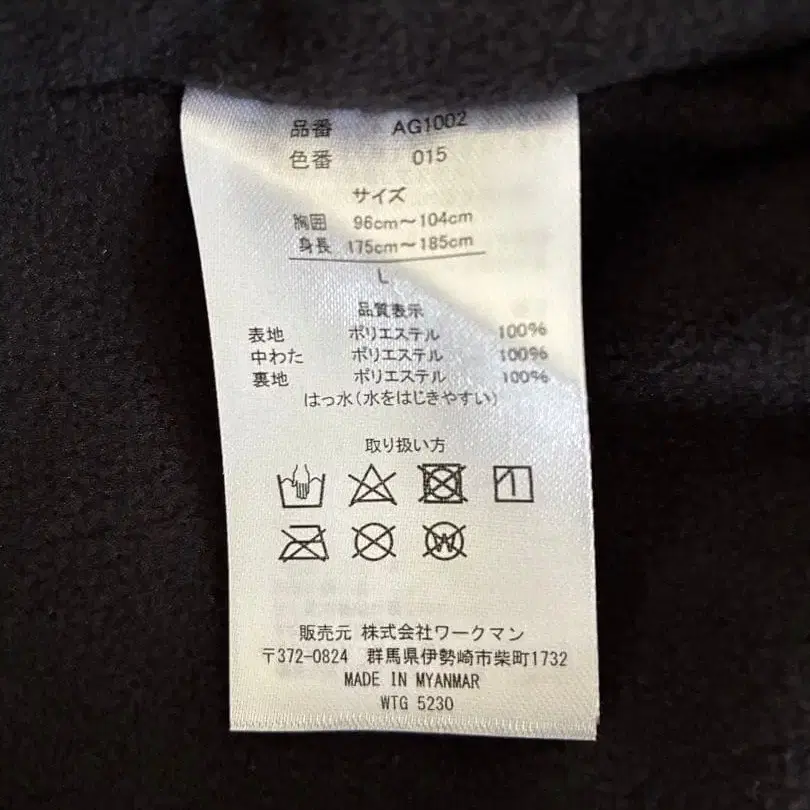 品番 AG1002
色番 015
サイズ
胸囲 96cm～104cm
身長 175cm～185cm
L
品質表示
表地 ポリエステル 100%
中わた ポリエステル 100%
裏地 ポリエステル 100%
はっ水(水をはじきやすい)
取り扱い方
W
販売元 株式会社ワークマン
〒372-0824 群馬県伊勢崎市柴町1732
MADE IN MYANMAR
WTG 5230